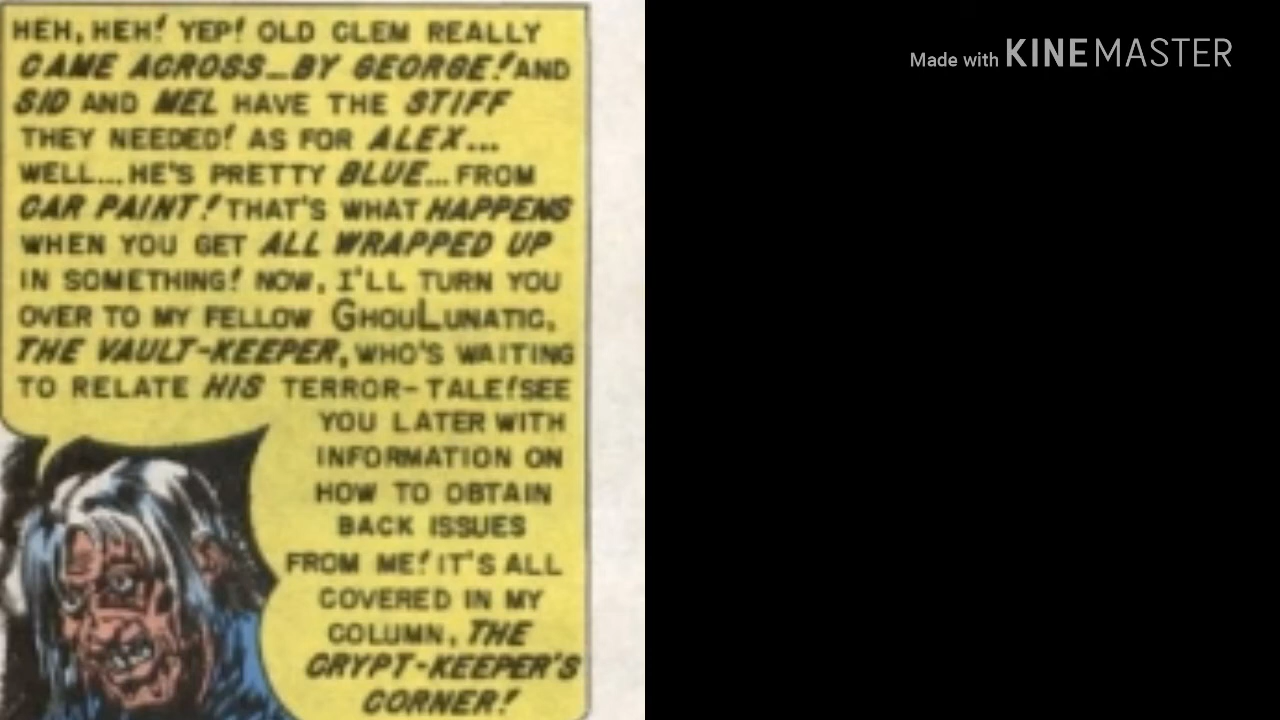 HEH, HEH! YEP! OLD CLEM REALLY
CAME ACROSS...BY GEORGE! AND
SID AND MEL HAVE THE STIFF
THEY NEEDED! AS FOR ALEX...
WELL...HE'S PRETTY BLUE...FROM
CAR PAINT! THAT'S WHAT HAPPENS
WHEN YOU GET ALL WRAPPED UP
IN SOMETHING! NOW, I'LL TURN YOU
OVER TO MY FELLOW GHOULUNATIC,
THE VAULT-KEEPER, WHO'S WAITING
TO RELATE HIS TERROR-TALE! SEE
YOU LATER WITH
INFORMATION ON
HOW TO OBTAIN
BACK ISSUES
FROM ME! IT'S ALL
COVERED IN MY
COLUMN, THE
CRYPT-KEEPER'S
CORNER!
Made with KINEMASTER